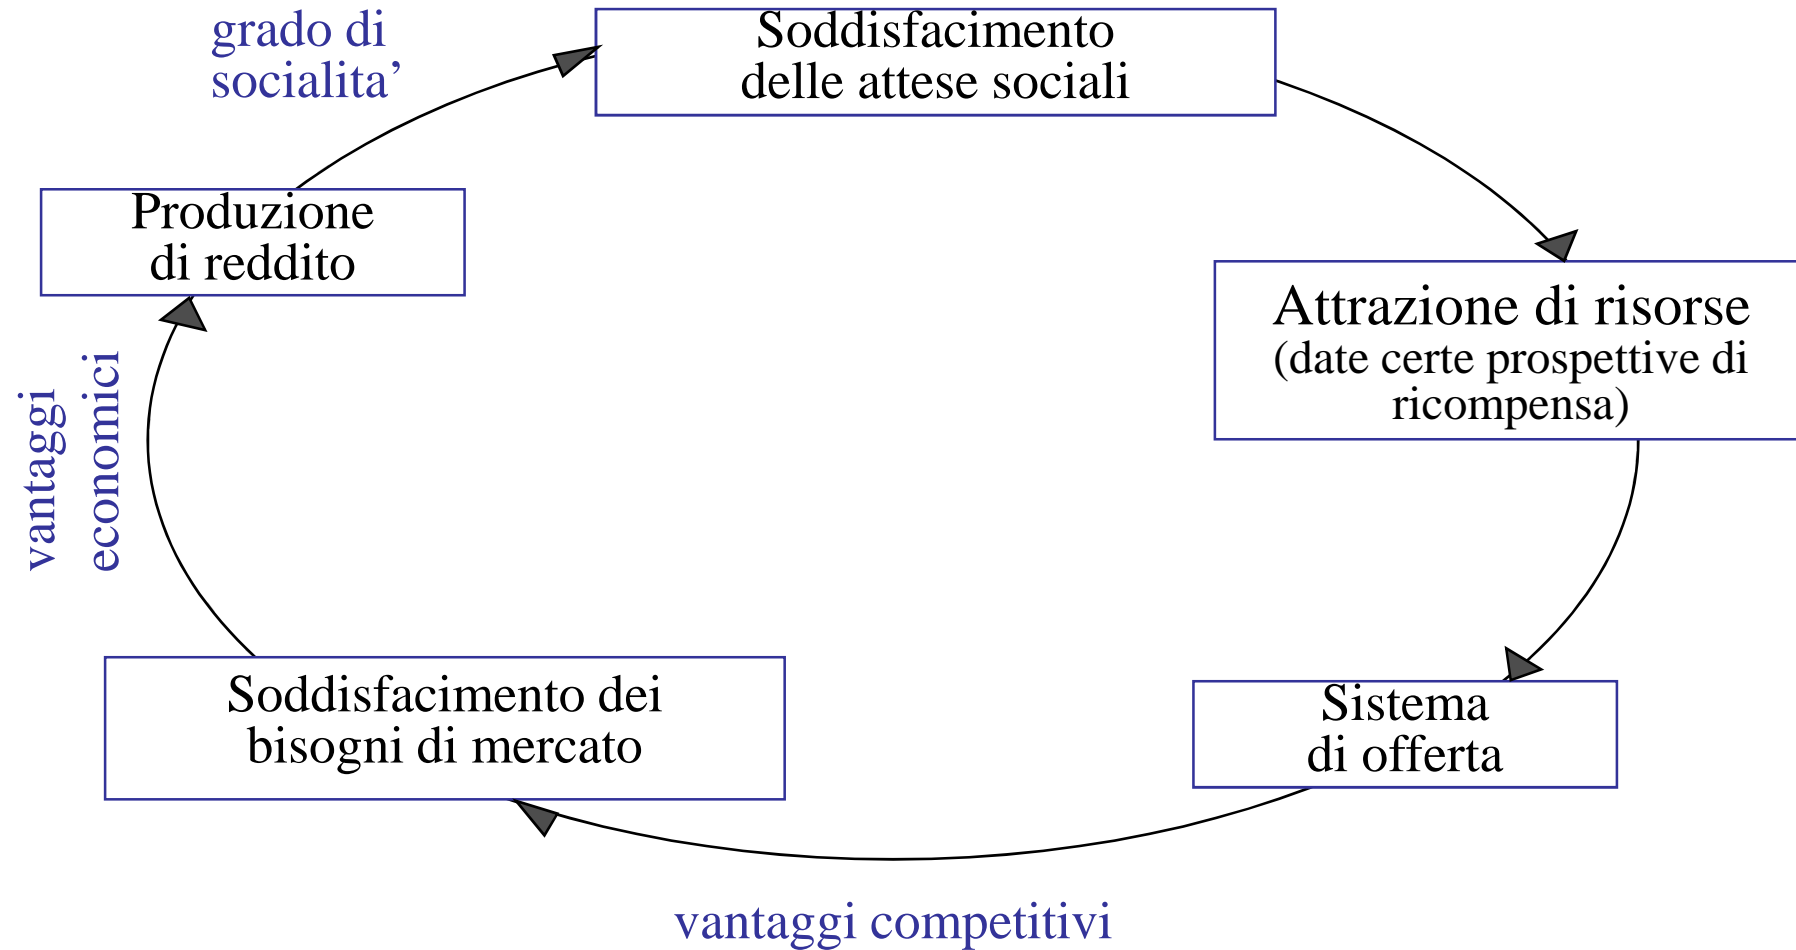 grado di
socialita’
Soddisfacimento
delle attese sociali
Produzione
di reddito
Attrazione di risorse
(date certe prospettive di
ricompensa)
vantaggi
economici
Soddisfacimento dei
bisogni di mercato
Sistema
di offerta
vantaggi competitivi